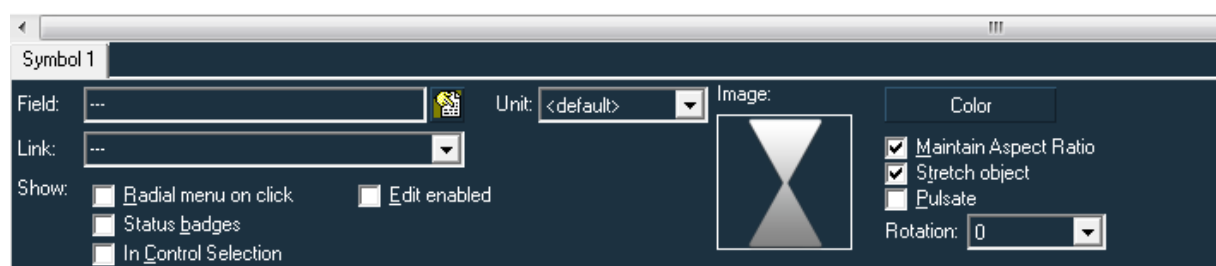 Symbol 1
Field: --- Unit: <default> Image: Color
Link: --- Maintain Aspect Ratio
Stretch object
Show: Radial menu on click Edit enabled Pulsate
Status badges Rotation: 0
In Control Selection